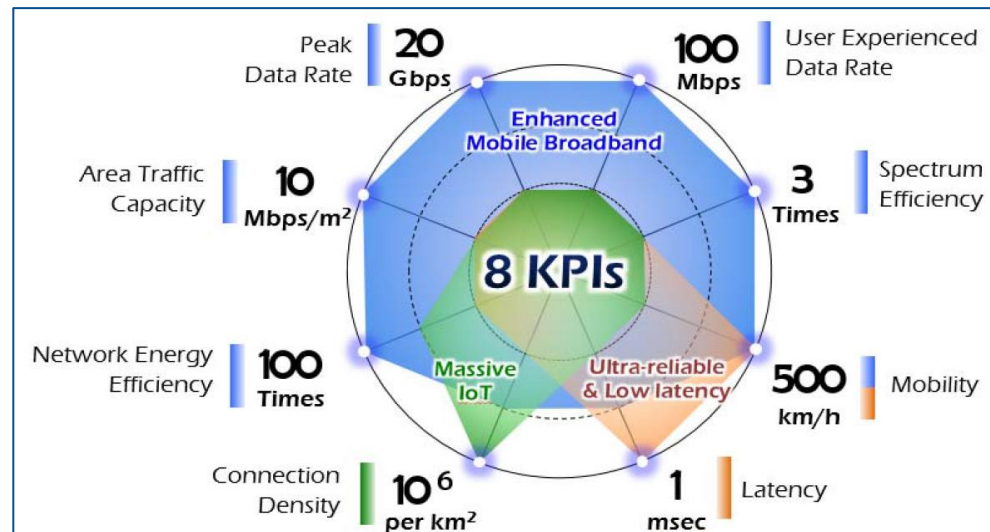 Peak
Data Rate
20
Gbps
100
Mbps
User Experienced
Data Rate
Enhanced
Mobile Broadband
Area Traffic
Capacity
10
Mbps/m²
3
Times
Spectrum
Efficiency
8 KPIs
Network Energy
Efficiency
100
Times
Massive
IoT
Ultra-reliable
& Low latency
500
km/h
Mobility
Connection
Density
10⁶
per km²
1
msec
Latency